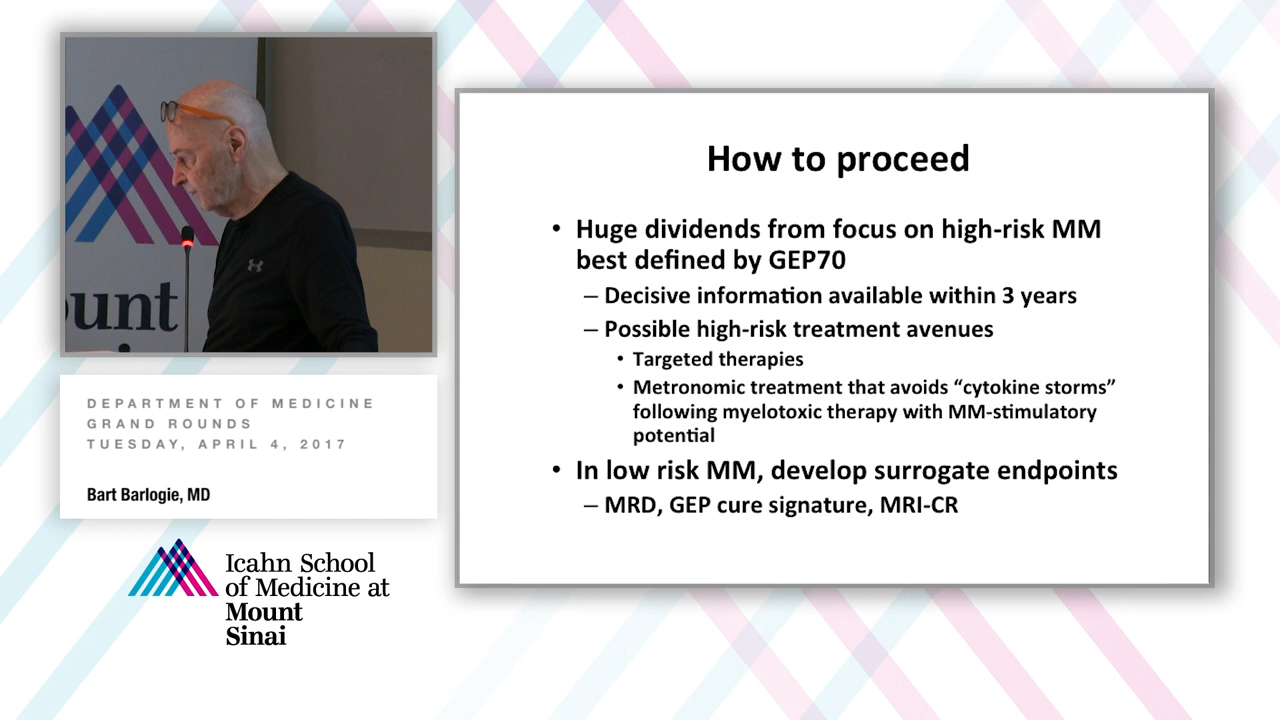 ount
DEPARTMENT OF MEDICINE
GRAND ROUNDS
TUESDAY, APRIL 4, 2017
Bart Barlogie, MD
Icahn School
of Medicine at
Mount
Sinai
How to proceed
• Huge dividends from focus on high-risk MM
best defined by GEP70
– Decisive information available within 3 years
– Possible high-risk treatment avenues
• Targeted therapies
• Metronomic treatment that avoids “cytokine storms”
following myelotoxic therapy with MM-stimulatory
potential
• In low risk MM, develop surrogate endpoints
– MRD, GEP cure signature, MRI-CR